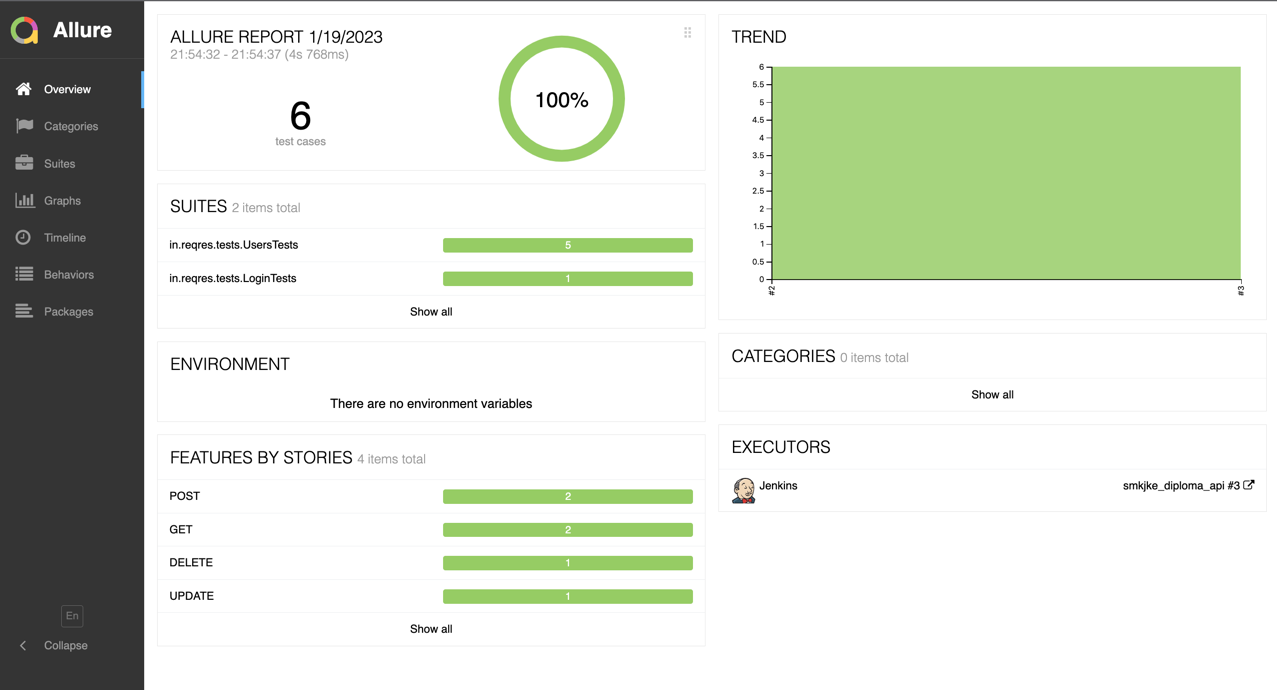 Allure
Overview
Categories
Suites
Graphs
Timeline
Behaviors
Packages
En
Collapse
ALLURE REPORT 1/19/2023
21:54:32 - 21:54:37 (4s 768ms)
6
test cases
100%
SUITES 2 items total
in.reqres.tests.UsersTests 5
in.reqres.tests.LoginTests 1
Show all
ENVIRONMENT
There are no environment variables
FEATURES BY STORIES 4 items total
POST 2
GET 2
DELETE 1
UPDATE 1
Show all
TREND
6
5.5
5
4.5
4
3.5
3
2.5
2
1.5
1
0.5
0
#2
#3
CATEGORIES 0 items total
Show all
EXECUTORS
Jenkins smkjke_diploma_api #3